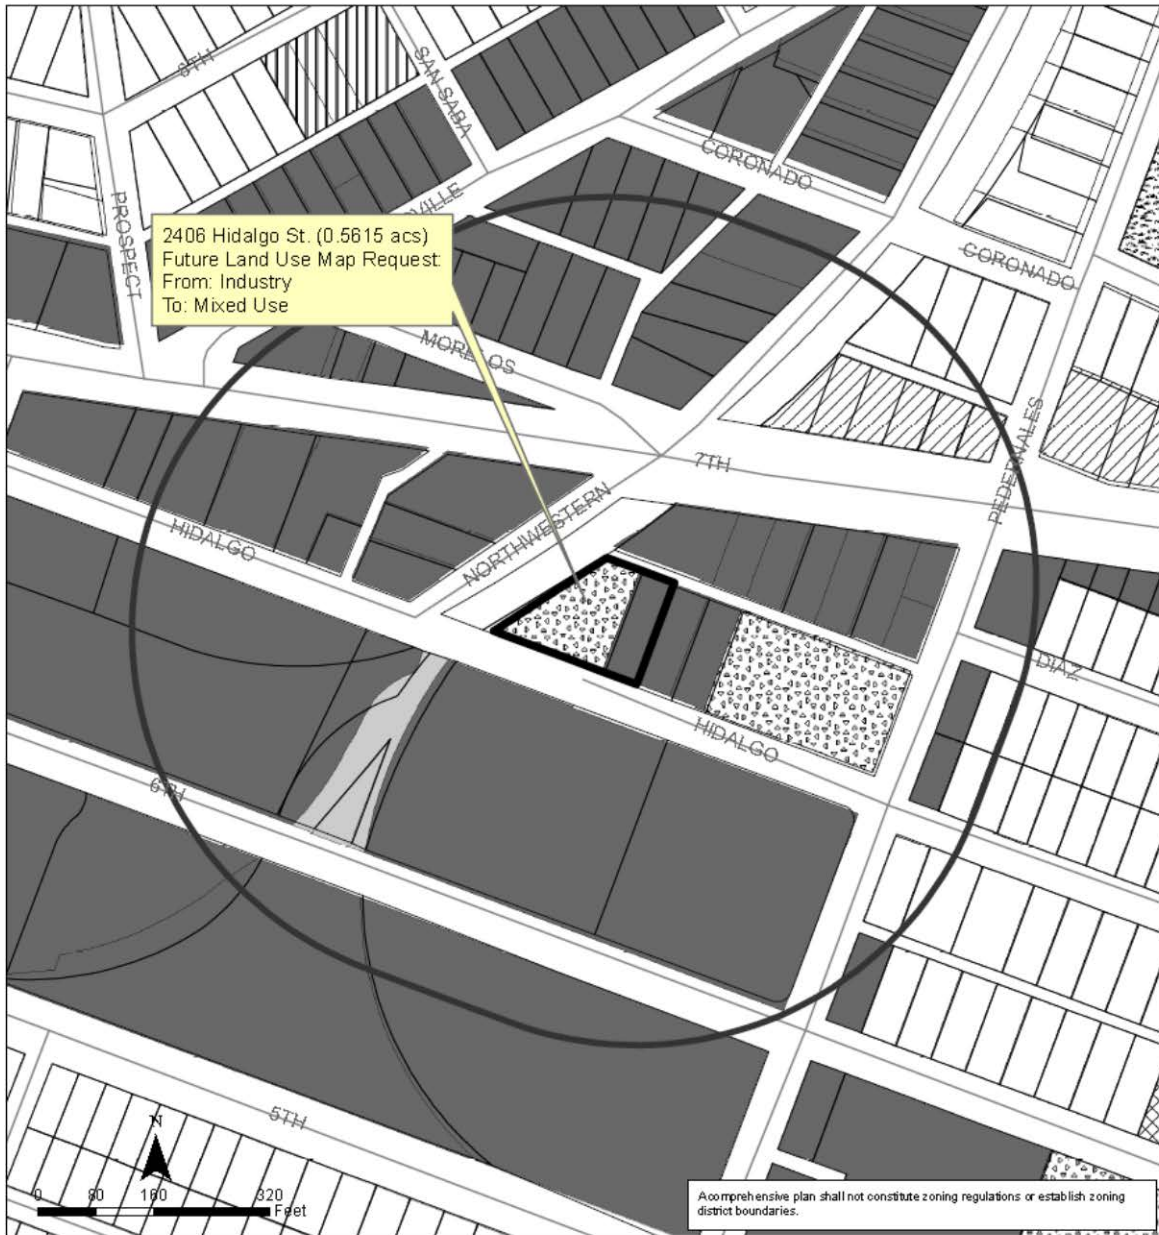 6TH
SAN SABA
CORONADO
PROSPECT
VILLE
2406 Hidalgo St. (0.5615 acs)
Future Land Use Map Request:
From: Industry
To: Mixed Use
CORONADO
MORELOS
7TH
PEDERNALES
HIDALGO
NORTHWESTERN
DIAZ
HIDALGO
6TH
5TH
N
0 80 160 320
Feet
A comprehensive plan shall not constitute zoning regulations or establish zoning
district boundaries.